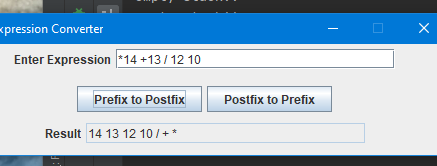 xpression Converter
Enter Expression *14 +13 / 12 10
Prefix to Postfix Postfix to Prefix
Result 14 13 12 10 / + *